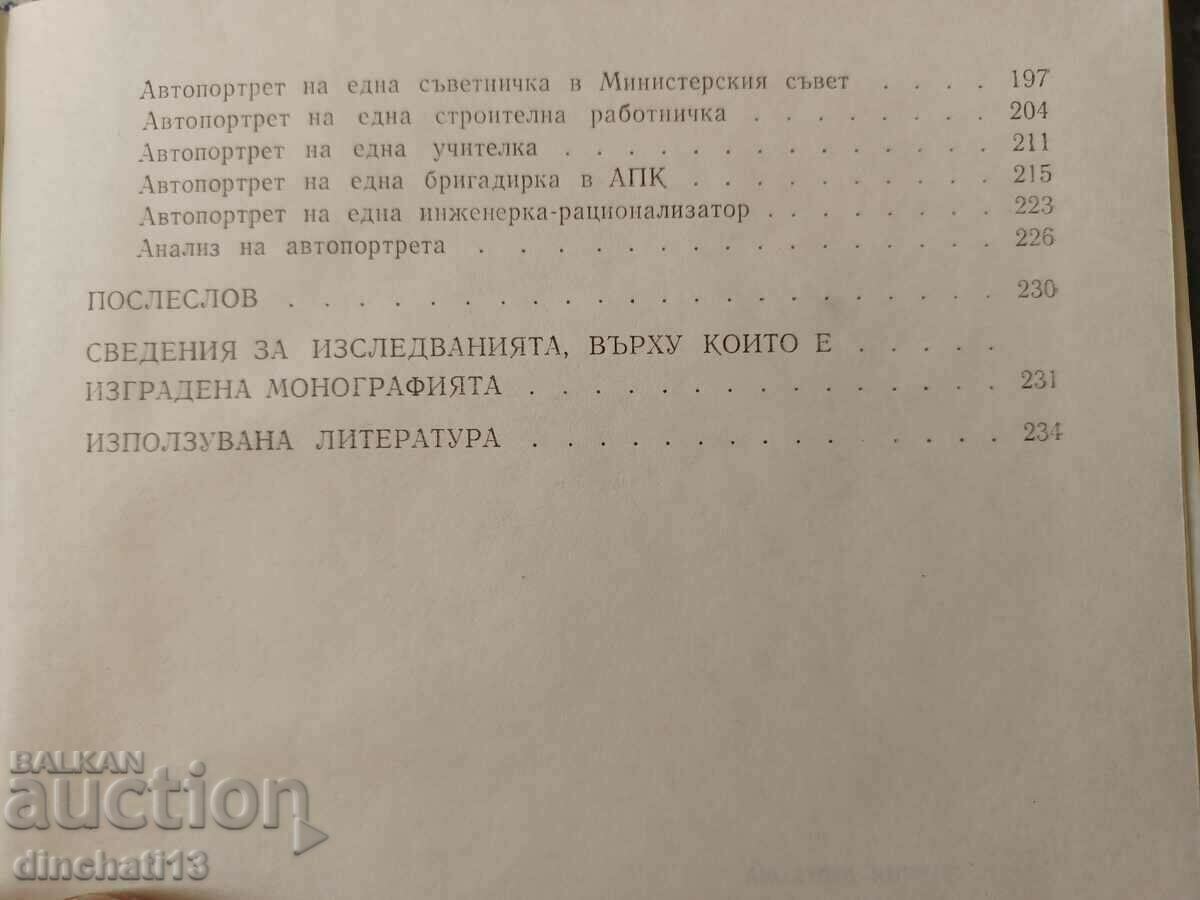 Автопортрет на една съветничка в Министерския съвет . . . . 197
Автопортрет на една строителна работничка . . . . . . . . 204
Автопортрет на една учителка . . . . . . . . . . . . . . 211
Автопортрет на една бригадирка в АПК . . . . . . . . . . 215
Автопортрет на една инженерка-рационализатор . . . . . . . . 223
Анализ на автопортрета . . . . . . . . . . . . . . . . 226
ПОСЛЕСЛОВ . . . . . . . . . . . . . . . . . . . . . 230
СВЕДЕНИЯ ЗА ИЗСЛЕДВАНИЯТА, ВЪРХУ КОИТО Е . . . . .
ИЗГРАДЕНА МОНОГРАФИЯТА . . . . . . . . . . . . . 231
ИЗПОЛЗУВАНА ЛИТЕРАТУРА . . . . . . . . . . . . . 234
BALKAN
auction
dinchati13